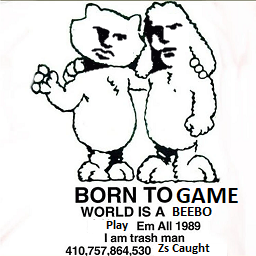 BORN TO GAME
WORLD IS A BEEBO
Play Em All 1989
I am trash man
410,757,864,530 Zs Caught